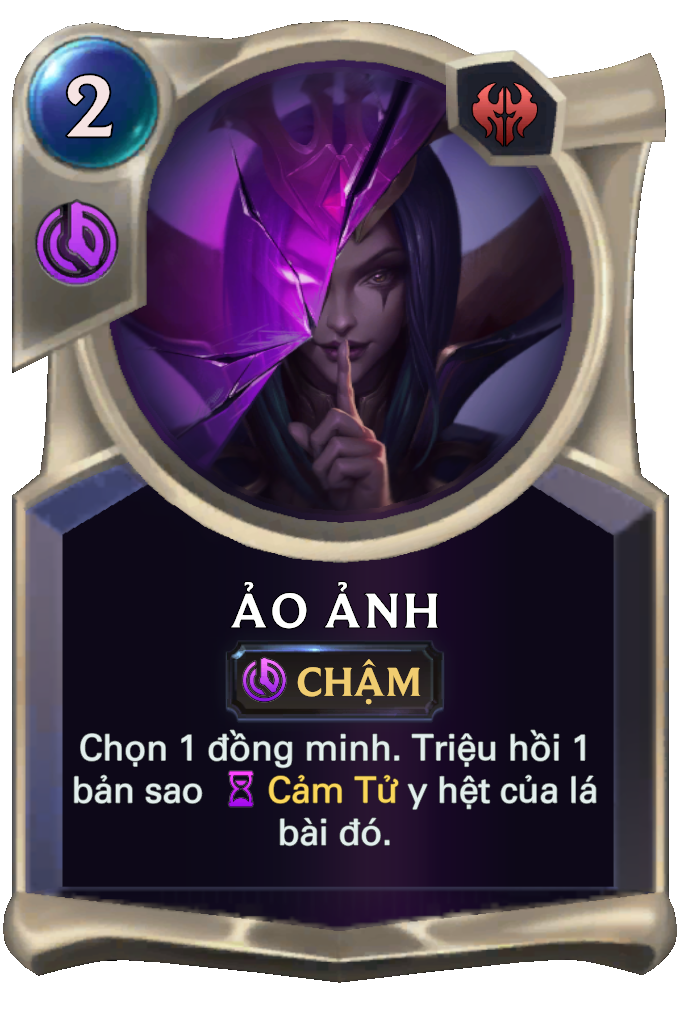 2
ẢO ẢNH
CHẬM
Chọn 1 đồng minh. Triệu hồi 1
bản sao Cảm Tử y hệt của lá
bài đó.